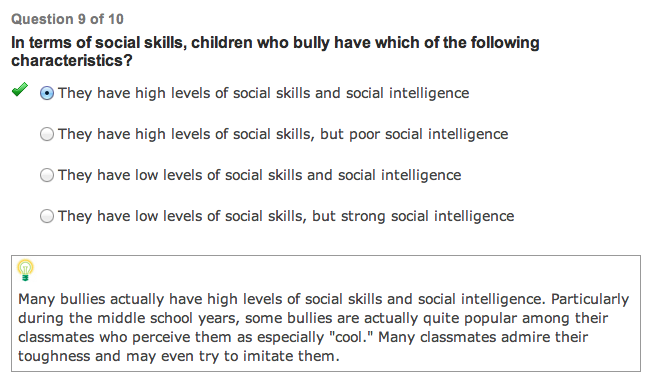 Question 9 of 10
In terms of social skills, children who bully have which of the following
characteristics?
They have high levels of social skills and social intelligence
They have high levels of social skills, but poor social intelligence
They have low levels of social skills and social intelligence
They have low levels of social skills, but strong social intelligence
Many bullies actually have high levels of social skills and social intelligence. Particularly
during the middle school years, some bullies are actually quite popular among their
classmates who perceive them as especially "cool." Many classmates admire their
toughness and may even try to imitate them.